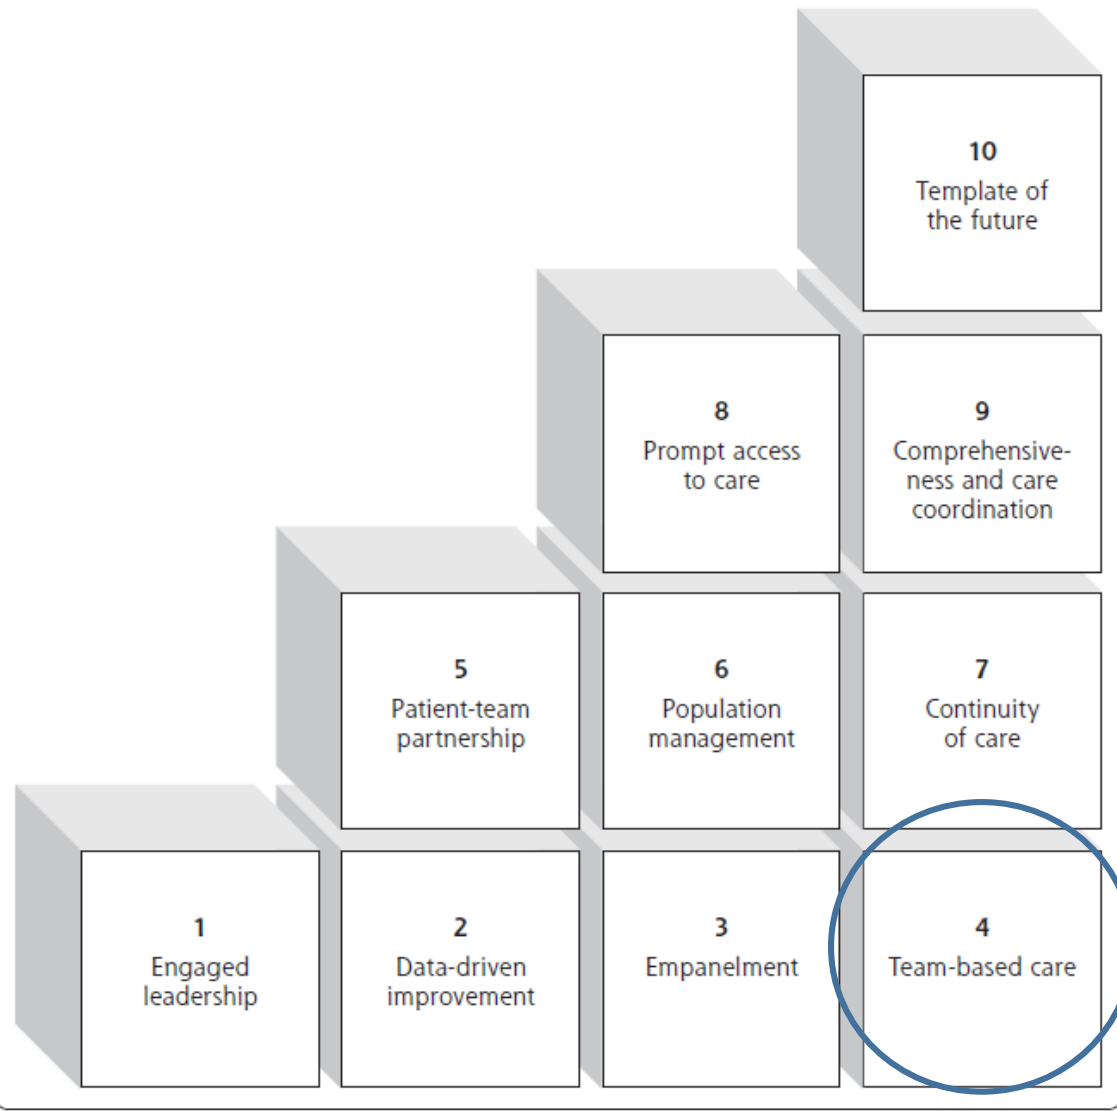 10
Template of
the future
8
Prompt access
to care
9
Comprehensive-
ness and care
coordination
5
Patient-team
partnership
6
Population
management
7
Continuity
of care
1
Engaged
leadership
2
Data-driven
improvement
3
Empanelment
4
Team-based care